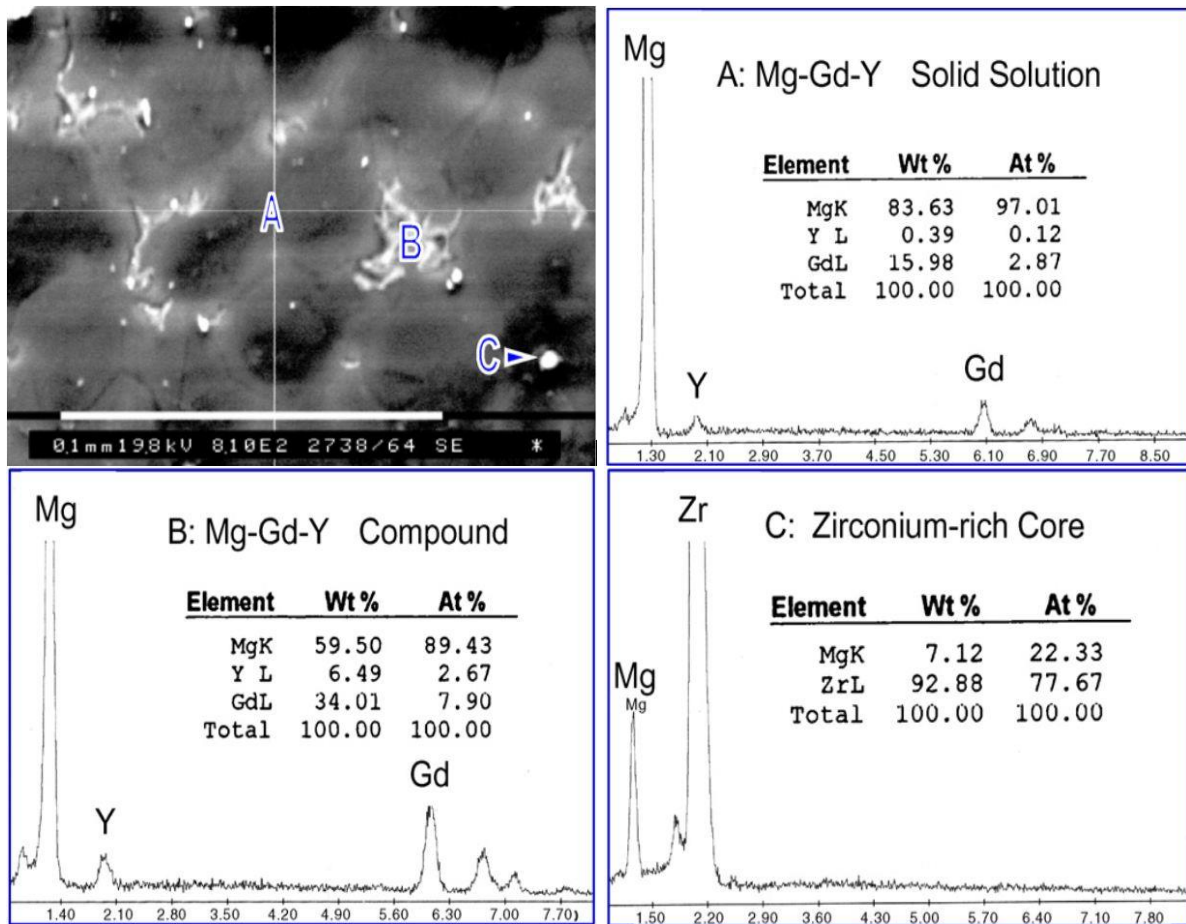 A
B
C
0.1mm19.8kV 8.10E2 2738/64 SE *
Mg
A: Mg-Gd-Y Solid Solution
Element Wt % At %
MgK 83.63 97.01
Y L 0.39 0.12
GdL 15.98 2.87
Total 100.00 100.00
Y
Gd
1.30 2.10 2.90 3.70 4.50 5.30 6.10 6.90 7.70 8.50
Mg
B: Mg-Gd-Y Compound
Element Wt % At %
MgK 59.50 89.43
Y L 6.49 2.67
GdL 34.01 7.90
Total 100.00 100.00
Y
Gd
1.40 2.10 2.80 3.50 4.20 4.90 5.60 6.30 7.00 7.70)
Zr
C: Zirconium-rich Core
Element Wt % At %
MgK 7.12 22.33
ZrL 92.88 77.67
Total 100.00 100.00
Mg
Mg
1.50 2.20 2.90 3.60 4.30 5.00 5.70 6.40 7.10 7.80